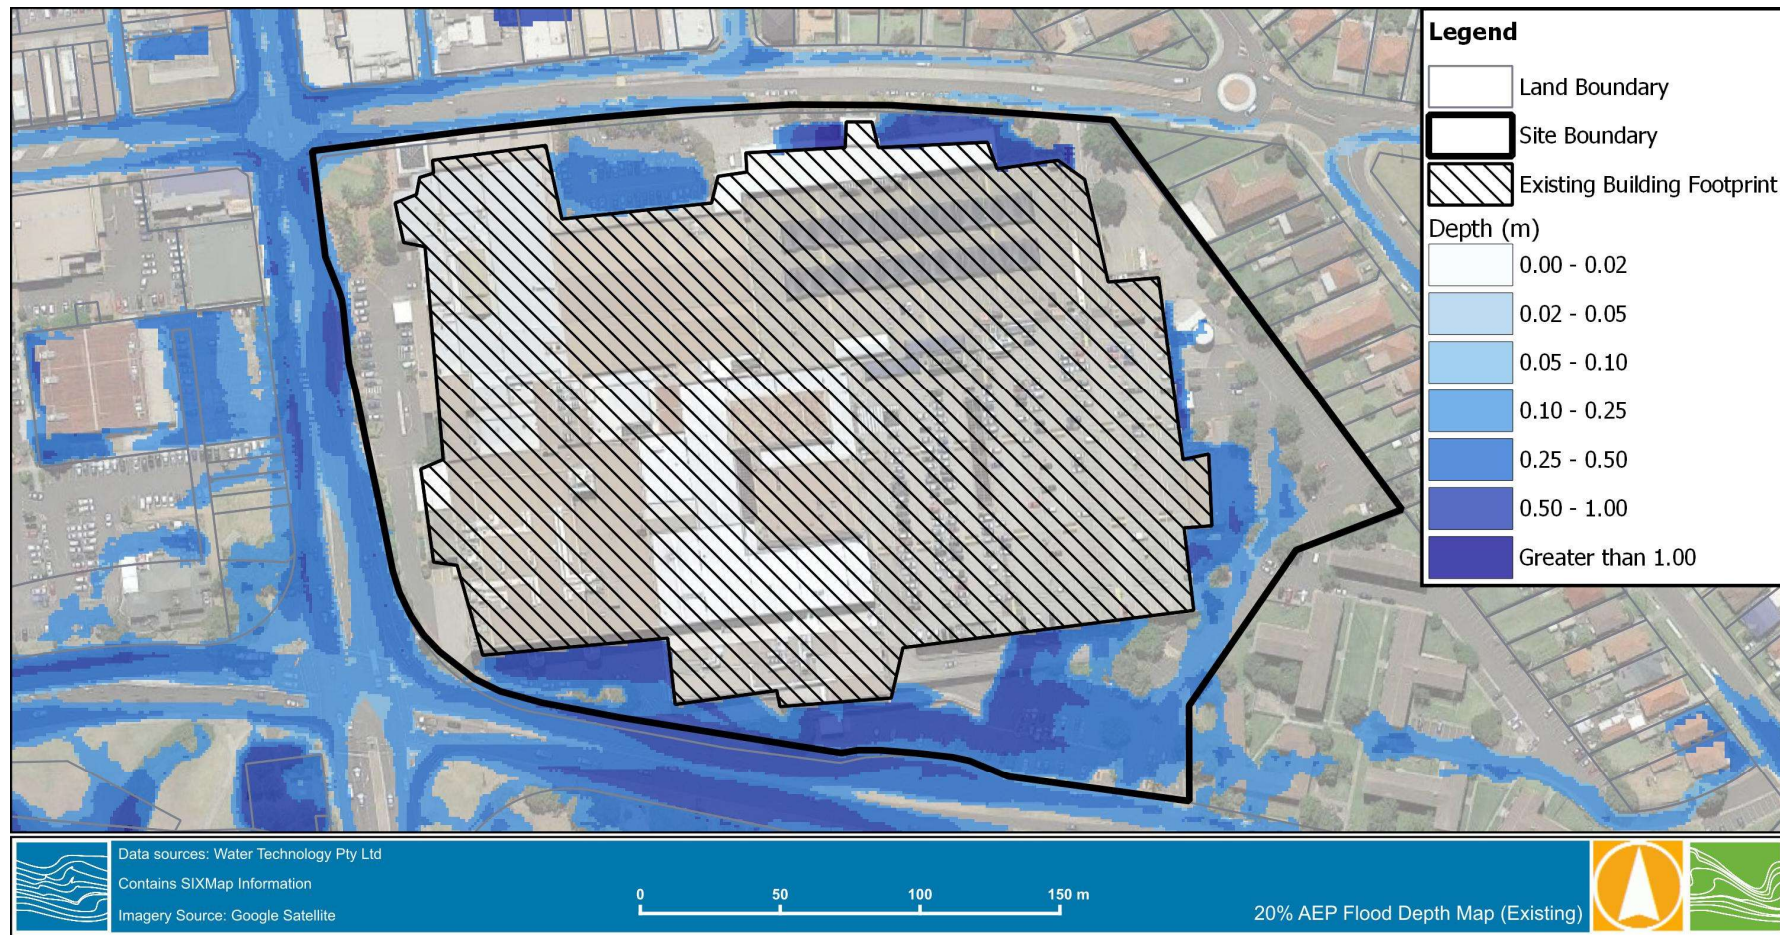 Legend
Land Boundary
Site Boundary
Existing Building Footprint
Depth (m)
0.00 - 0.02
0.02 - 0.05
0.05 - 0.10
0.10 - 0.25
0.25 - 0.50
0.50 - 1.00
Greater than 1.00
Data sources: Water Technology Pty Ltd
Contains SIXMap Information
Imagery Source: Google Satellite
0 50 100 150 m
20% AEP Flood Depth Map (Existing)